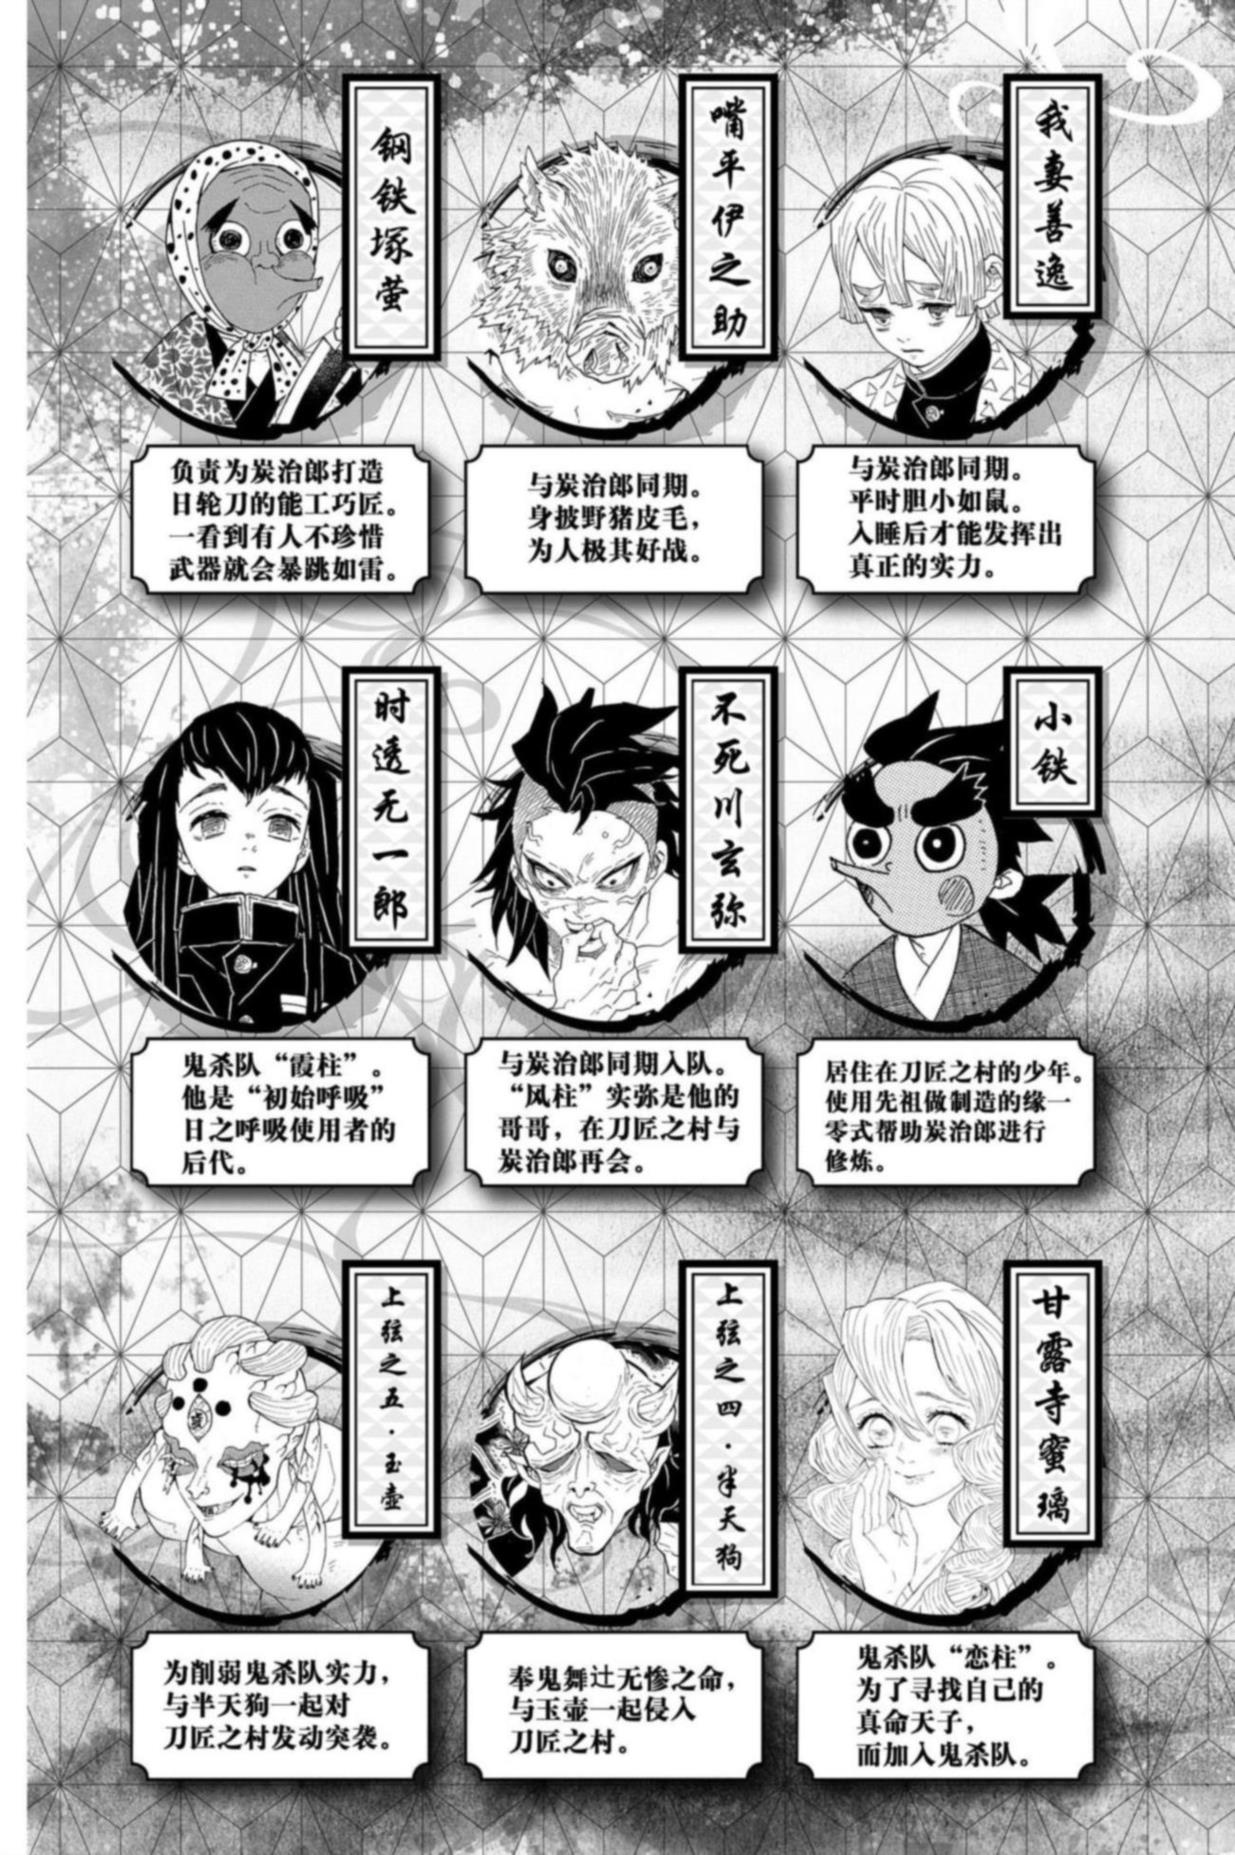 我妻善逸
与炭治郎同期。
平时胆小如鼠。
入睡后才能发挥出
真正的实力。
嘴平伊之助
与炭治郎同期。
身披野猪皮毛，
为人极其好战。
钢铁塚萤
负责为炭治郎打造
日轮刀的能工巧匠。
一看到有人不珍惜
武器就会暴跳如雷。
小铁
居住在刀匠之村的少年。
使用先祖做制造的缘一
零式帮助炭治郎进行
修炼。
不死川玄弥
与炭治郎同期入队。
“风柱”实弥是他的
哥哥，在刀匠之村与
炭治郎再会。
时透无一郎
鬼杀队“霞柱”。
他是“初始呼吸”
日之呼吸使用者的
后代。
甘露寺蜜璃
鬼杀队“恋柱”。
为了寻找自己的
真命天子，
而加入鬼杀队。
上弦之四·半天狗
奉鬼舞辻无惨之命，
与玉壶一起侵入
刀匠之村。
上弦之五·玉壶
为削弱鬼杀队实力，
与半天狗一起对
刀匠之村发动突袭。